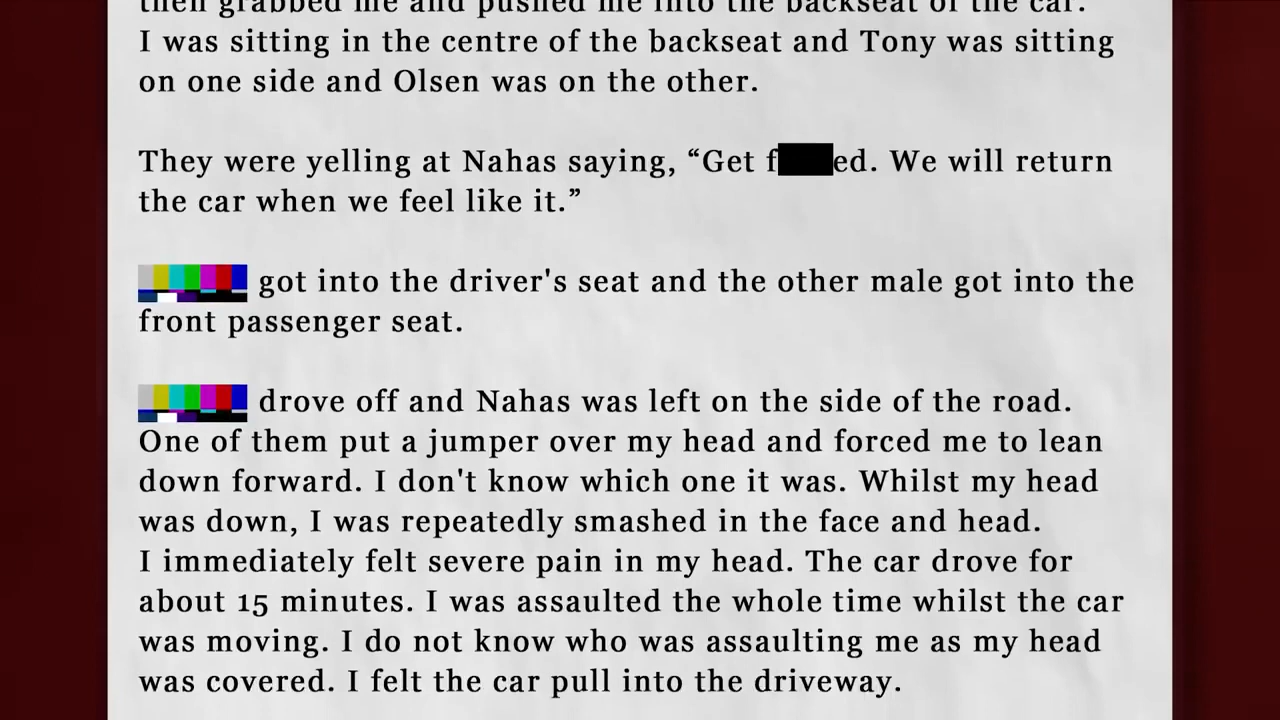 then grabbed me and pushed me into the backseat of the car.
I was sitting in the centre of the backseat and Tony was sitting
on one side and Olsen was on the other.
They were yelling at Nahas saying, “Get f ed. We will return
the car when we feel like it.”
got into the driver's seat and the other male got into the
front passenger seat.
drove off and Nahas was left on the side of the road.
One of them put a jumper over my head and forced me to lean
down forward. I don't know which one it was. Whilst my head
was down, I was repeatedly smashed in the face and head.
I immediately felt severe pain in my head. The car drove for
about 15 minutes. I was assaulted the whole time whilst the car
was moving. I do not know who was assaulting me as my head
was covered. I felt the car pull into the driveway.